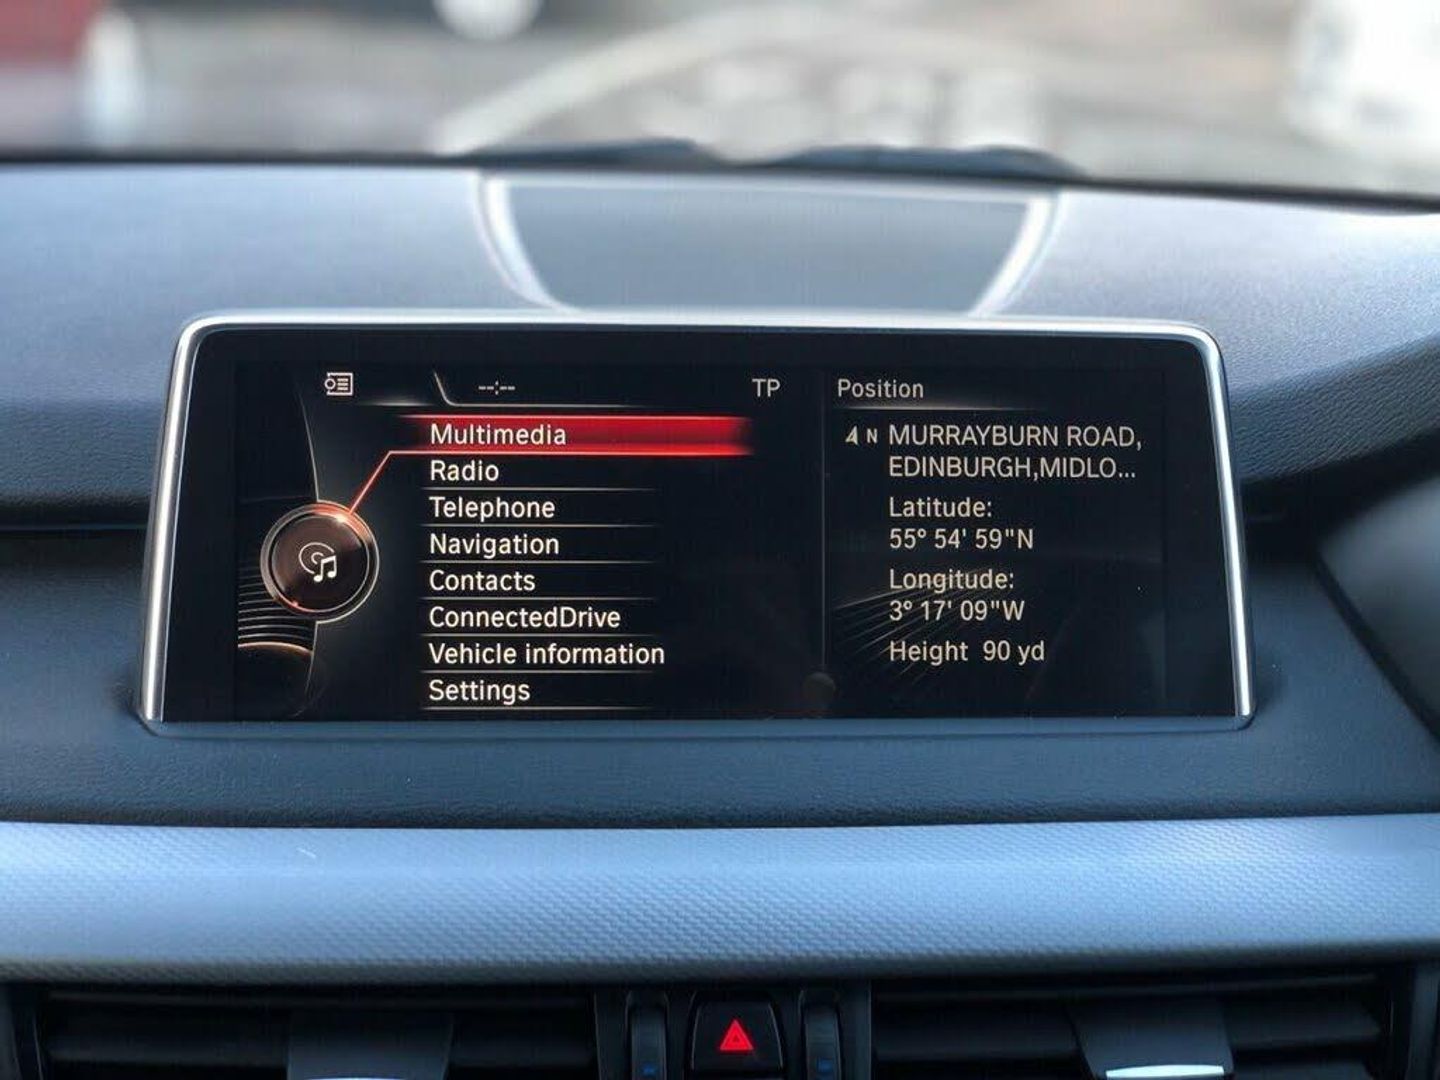 --:--
TP
Multimedia
Radio
Telephone
Navigation
Contacts
ConnectedDrive
Vehicle information
Settings
Position
N MURRAYBURN ROAD,
EDINBURGH,MIDLO...
Latitude:
55° 54' 59"N
Longitude:
3° 17' 09"W
Height 90 yd